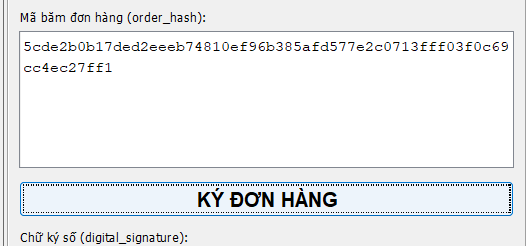 Mã băm đơn hàng (order_hash):
5cde2b0b17ded2eeeb74810ef96b385afd577e2c0713fff03f0c69
cc4ec27ff1
KÝ ĐƠN HÀNG
Chữ ký số (digital_signature):